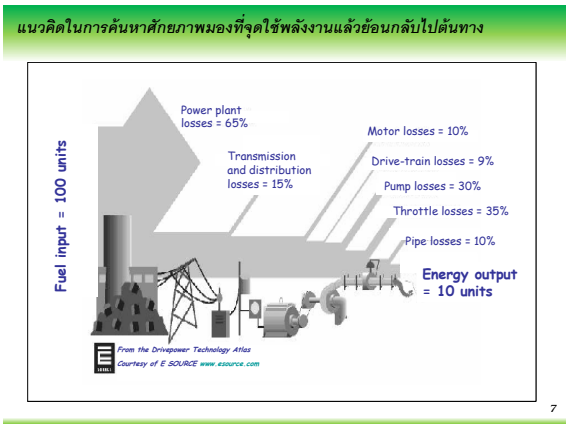 แนวคิดในการค้นหาศักยภาพมองที่จุดใช้พลังงานแล้วย้อนกลับไปต้นทาง
Fuel input = 100 units
Power plant
losses = 65%
Transmission
and distribution
losses = 15%
Motor losses = 10%
Drive-train losses = 9%
Pump losses = 30%
Throttle losses = 35%
Pipe losses = 10%
Energy output
= 10 units
E SOURCE
From the Drivepower Technology Atlas
Courtesy of E SOURCE www.esource.com
7